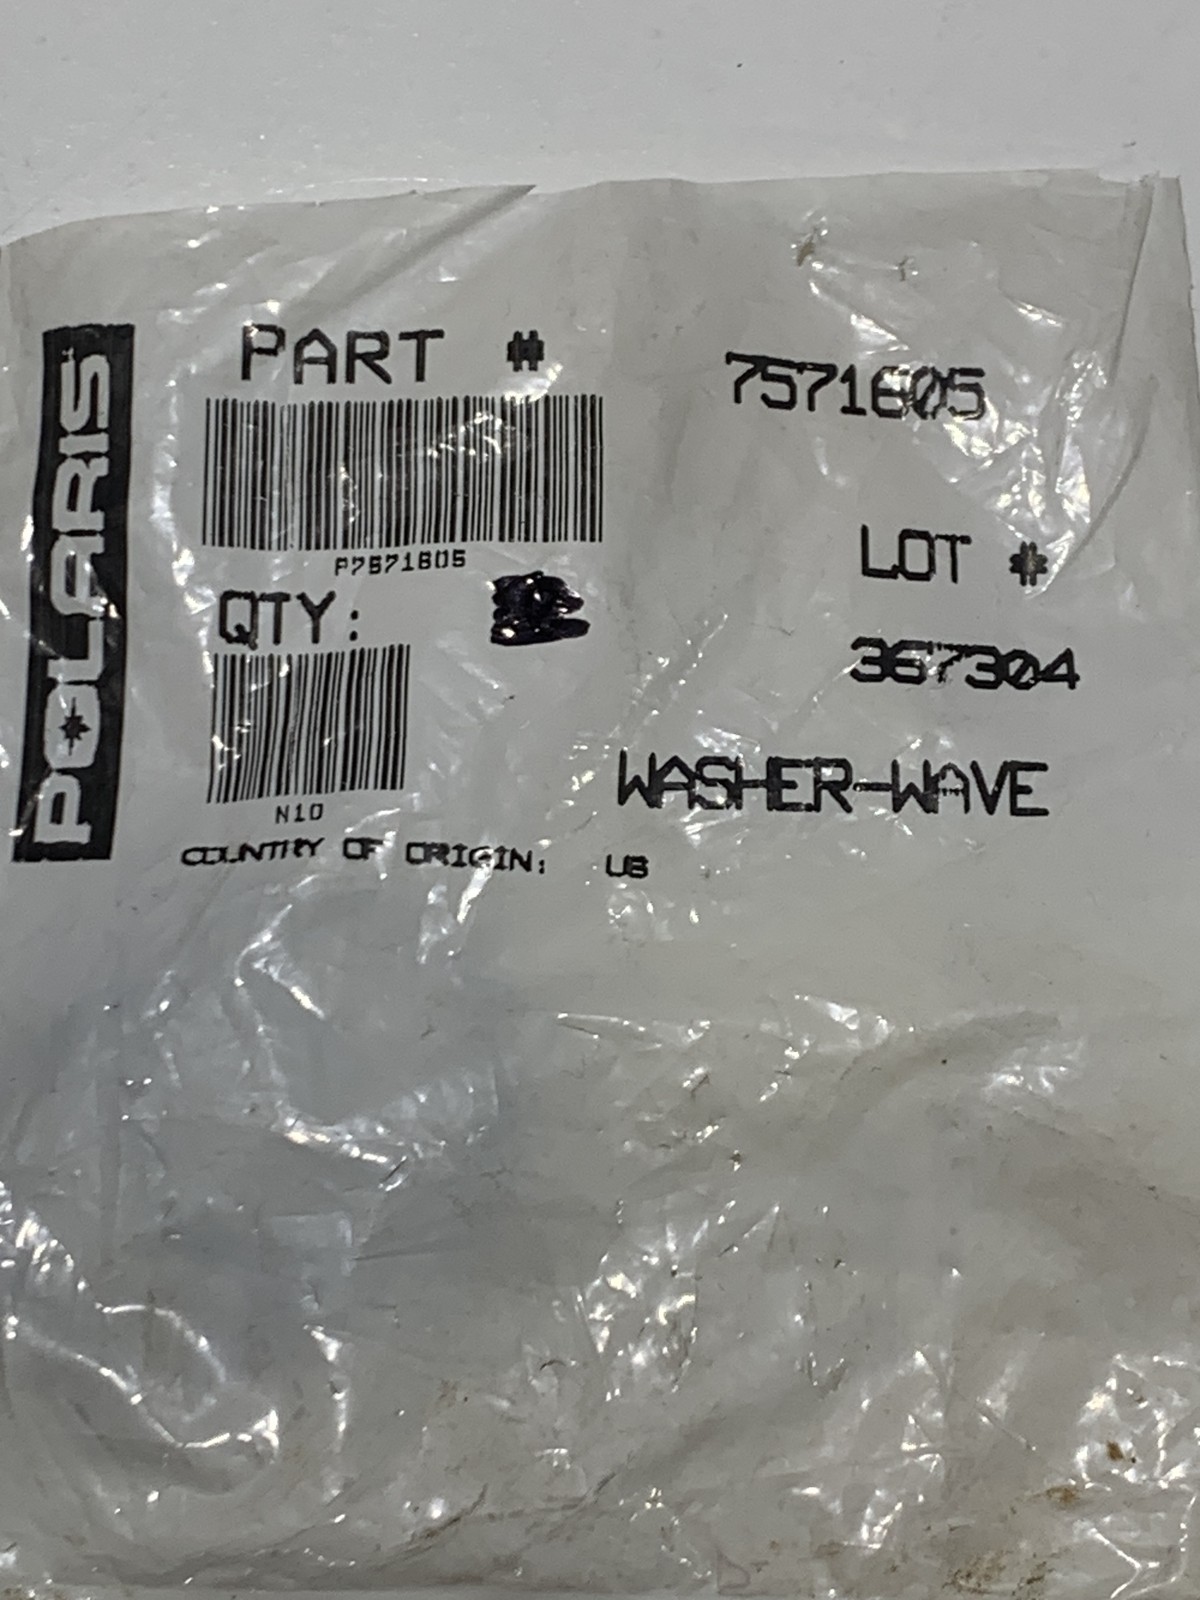 POLARIS
PART # 7571605
P7571605
QTY:
N10
LOT #
367304
WASHER-WAVE
COUNTRY OF ORIGIN: US